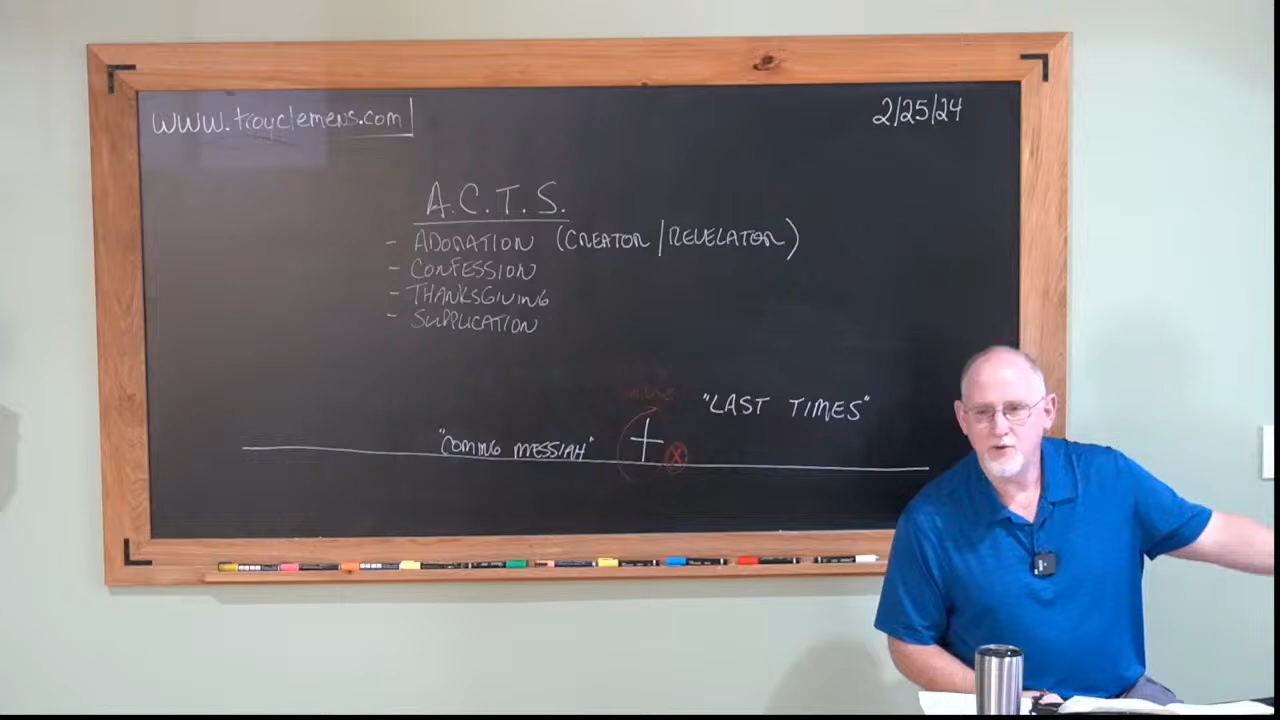 www.troyclemens.com
2/25/24
A.C.T.S.
- ADORATION (CREATOR/REVELATOR)
- CONFESSION
- THANKSGIVING
- SUPPLICATION
"LAST TIMES"
"COMING MESSIAH"
X